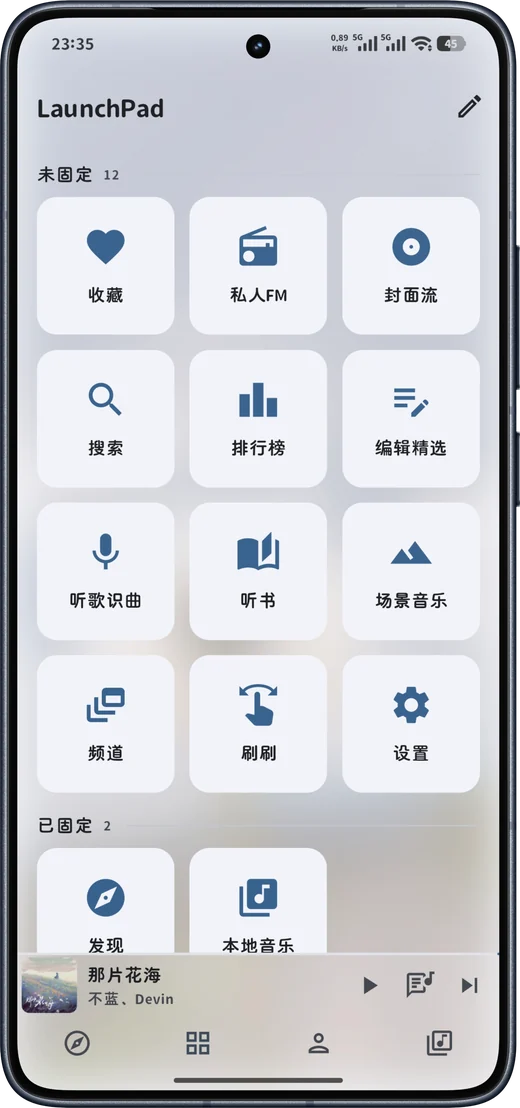 23:35
0,89 KB/s 5G 5G 45
LaunchPad
未固定 12
收藏 私人FM 封面流
搜索 排行榜 编辑精选
听歌识曲 听书 场景音乐
频道 刷刷 设置
已固定 2
发现 本地音乐
那片花海
不蓝、Devin